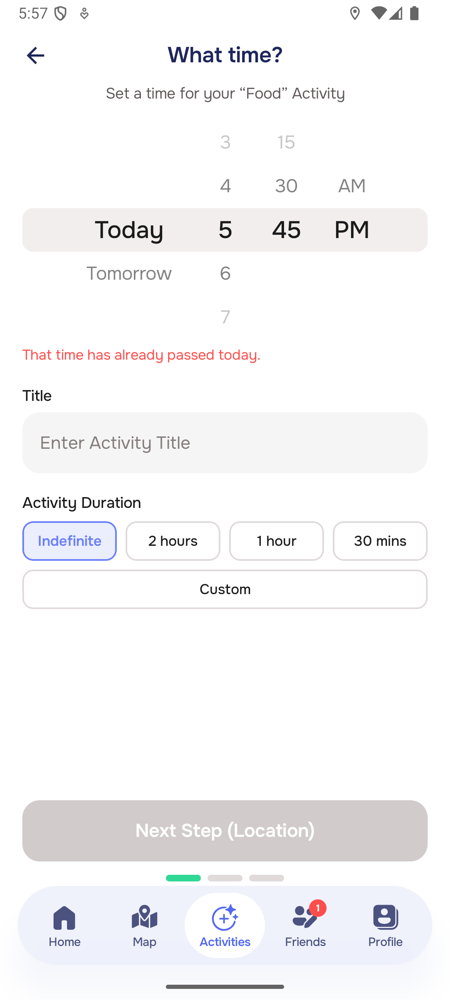 5:57
What time?
Set a time for your “Food” Activity
3 15
4 30 AM
Today 5 45 PM
Tomorrow 6
7
That time has already passed today.
Title
Enter Activity Title
Activity Duration
Indefinite 2 hours 1 hour 30 mins
Custom
Next Step (Location)
1
Home Map Activities Friends Profile